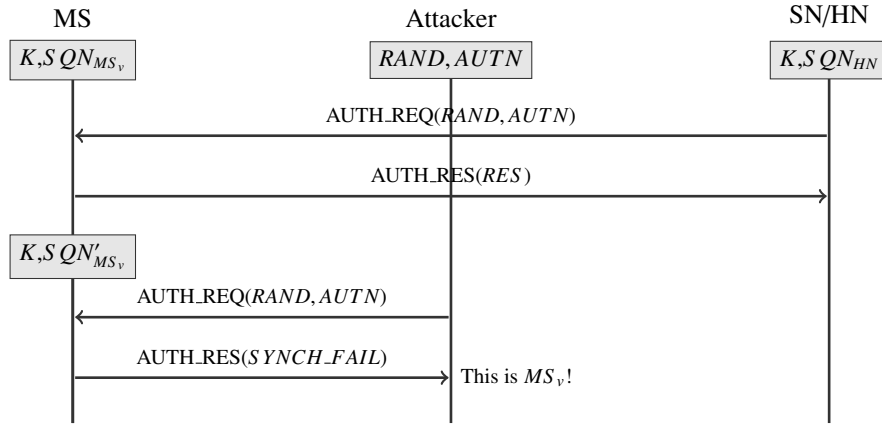 MS Attacker SN/HN
K,SQN_{MS_v} RAND, AUTN K,SQN_{HN}
AUTH_REQ(RAND, AUTN)
AUTH_RES(RES)
K,SQN'_{MS_v}
AUTH_REQ(RAND, AUTN)
AUTH_RES(SYNCH_FAIL)
This is MS_v!